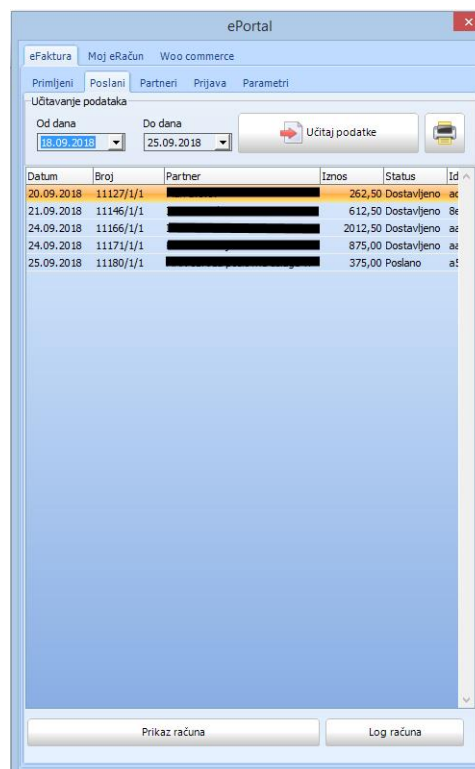 ePortal
eFaktura Moj eRačun Woo commerce
Primljeni Poslani Partneri Prijava Parametri
Učitavanje podataka
Od dana Do dana
18.09.2018 25.09.2018 Učitaj podatke
Datum Broj Partner Iznos Status Id
20.09.2018 11127/1/1 262,50 Dostavljeno
21.09.2018 11146/1/1 612,50 Dostavljeno 8e
24.09.2018 11166/1/1 2012,50 Dostavljeno
24.09.2018 11171/1/1 875,00 Dostavljeno
25.09.2018 11180/1/1 375,00 Poslano a5
Prikaz računa Log računa